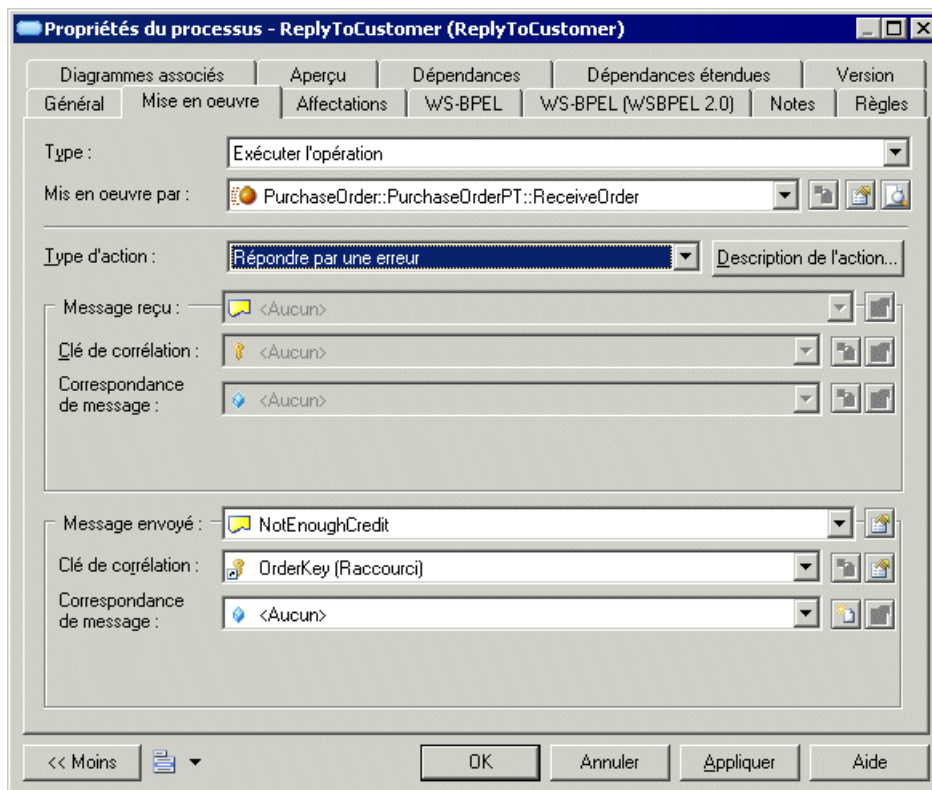 Propriétés du processus - ReplyToCustomer (ReplyToCustomer)
Diagrammes associés Aperçu Dépendances Dépendances étendues Version
Général Mise en oeuvre Affectations WS-BPEL WS-BPEL (WSBPEL 2.0) Notes Règles
Type : Exécuter l'opération
Mis en oeuvre par : PurchaseOrder::PurchaseOrderPT::ReceiveOrder
Type d'action : Répondre par une erreur Description de l'action...
Message reçu : <Aucun>
Clé de corrélation : <Aucun>
Correspondance
de message : <Aucun>
Message envoyé : NotEnoughCredit
Clé de corrélation : OrderKey (Raccourci)
Correspondance
de message : <Aucun>
<< Moins OK Annuler Appliquer Aide